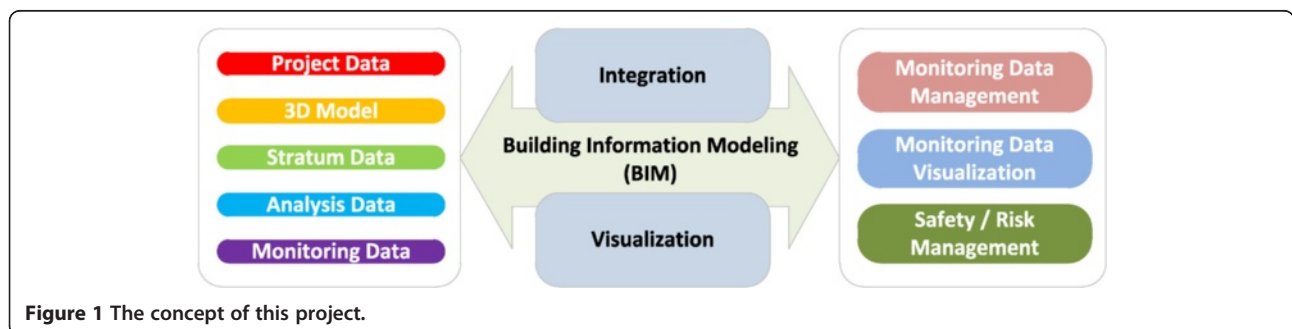 Project Data
3D Model
Stratum Data
Analysis Data
Monitoring Data
Integration
Building Information Modeling
(BIM)
Visualization
Monitoring Data
Management
Monitoring Data
Visualization
Safety / Risk
Management
Figure 1 The concept of this project.